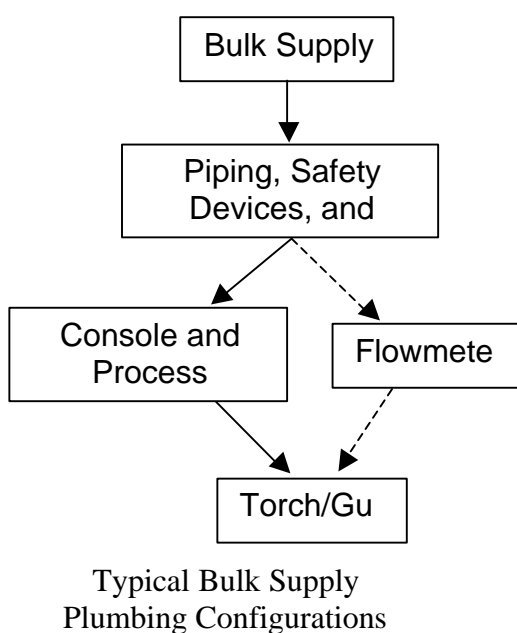 Bulk Supply
Piping, Safety
Devices, and
Console and
Process
Flowmete
Torch/Gu
Typical Bulk Supply
Plumbing Configurations